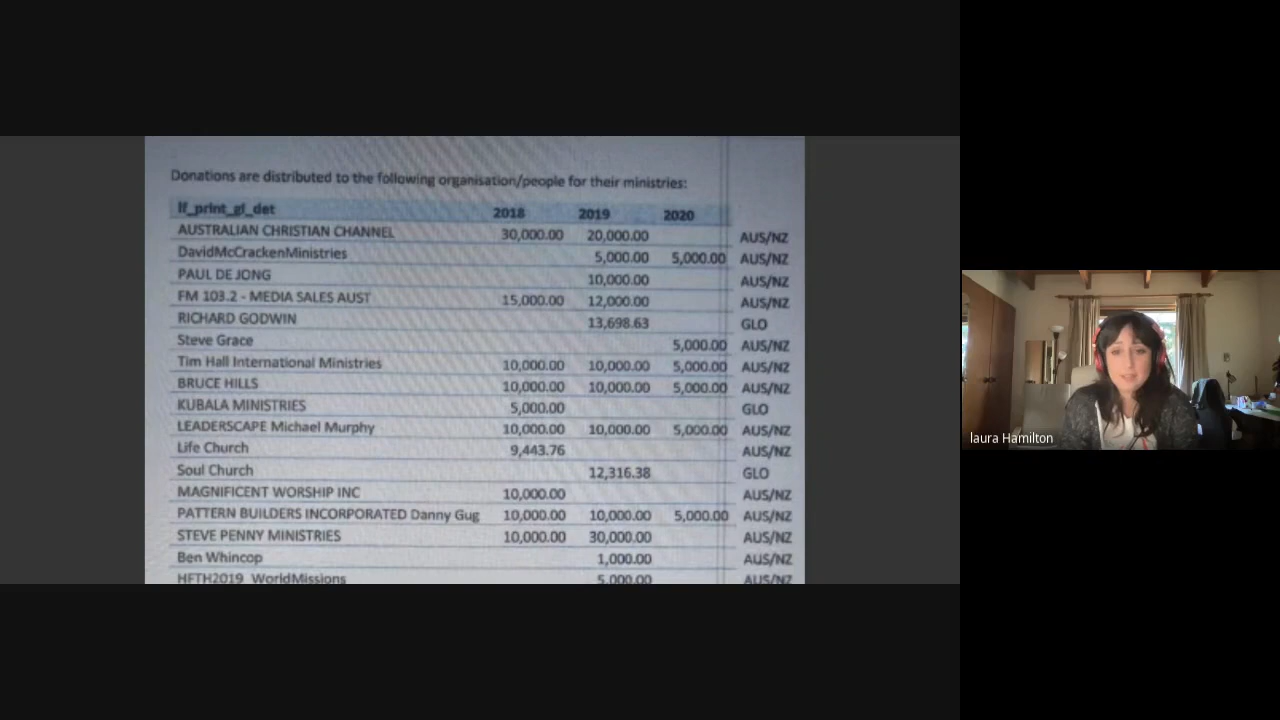 Donations are distributed to the following organisation/people for their ministries:
lf_print_gf_det 2018 2019 2020
AUSTRALIAN CHRISTIAN CHANNEL 30,000.00 20,000.00 AUS/NZ
DavidMcCrackenMinistries 5,000.00 5,000.00 AUS/NZ
PAUL DE JONG 10,000.00 AUS/NZ
FM 103.2 - MEDIA SALES AUST 15,000.00 12,000.00 AUS/NZ
RICHARD GODWIN 13,698.63 GLO
Steve Grace 5,000.00 AUS/NZ
Tim Hall International Ministries 10,000.00 10,000.00 5,000.00 AUS/NZ
BRUCE HILLS 10,000.00 10,000.00 5,000.00 AUS/NZ
KUBALA MINISTRIES 5,000.00 GLO
LEADERSCAPE Michael Murphy 10,000.00 10,000.00 5,000.00 AUS/NZ
Life Church 9,443.76 AUS/NZ
Soul Church 12,316.38 GLO
MAGNIFICENT WORSHIP INC 10,000.00 AUS/NZ
PATTERN BUILDERS INCORPORATED Danny Gug 10,000.00 10,000.00 5,000.00 AUS/NZ
STEVE PENNY MINISTRIES 10,000.00 30,000.00 AUS/NZ
Ben Whincop 1,000.00 AUS/NZ
HFTH2019_WorldMissions 5,000.00 AUS/NZ
laura Hamilton